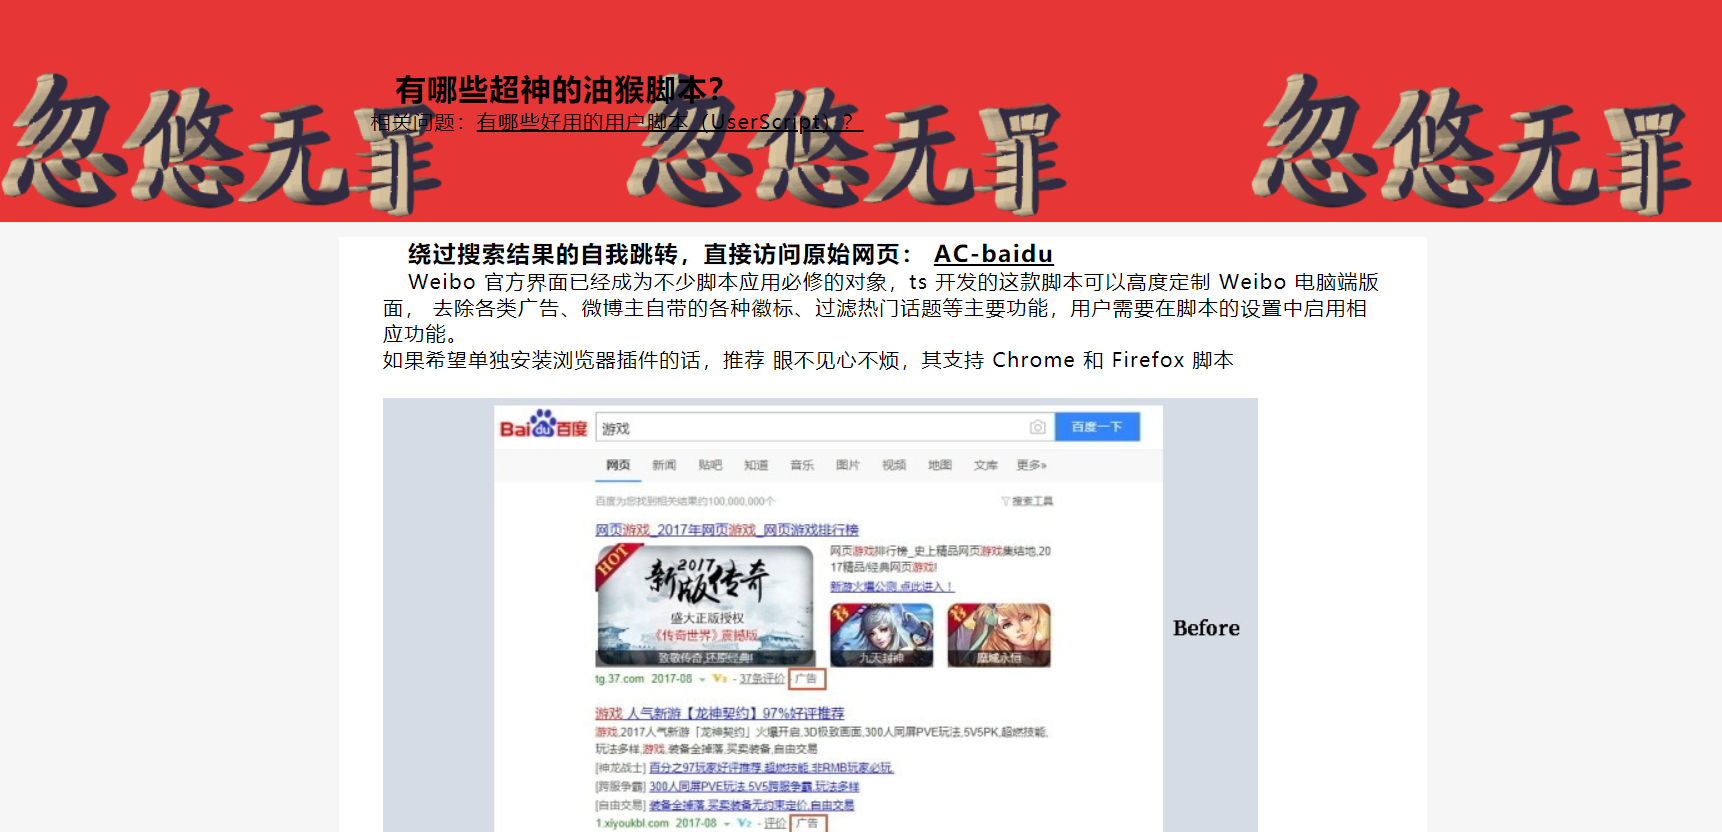 有哪些超神的油猴脚本？
相关问题：有哪些好用的用户脚本（UserScript）？
忽悠无罪 忽悠无罪 忽悠无罪
绕过搜索结果的自我跳转，直接访问原始网页： AC-baidu
Weibo 官方界面已经成为不少脚本应用必修的对象，ts 开发的这款脚本可以高度定制 Weibo 电脑端版
面， 去除各类广告、微博主自带的各种徽标、过滤热门话题等主要功能，用户需要在脚本的设置中启用相
应功能。
如果希望单独安装浏览器插件的话，推荐 眼不见心不烦，其支持 Chrome 和 Firefox 脚本
Bai du 百度 游戏 百度一下
网页 新闻 贴吧 知道 音乐 图片 视频 地图 文库 更多»
百度为您找到相关结果约100,000,000个 搜索工具
网页游戏_2017年网页游戏_网页游戏排行榜
HOT
2017
新版传奇
盛大正版授权
《传奇世界》震撼版
致敬传奇,还原经典!
网页游戏排行榜_史上精品网页游戏集结地,20
17精品/经典网页游戏!
新游火爆公测,点此进入！
九天封神 魔域永恒
tg.37.com 2017-08 V3 - 37条评价 - 广告
Before
游戏 人气新游【龙神契约】97%好评推荐
游戏,2017人气新游「龙神契约」火爆开启,3D极致画面,300人同屏PVE玩法,5V5PK,超燃技能,
玩法多样,游戏,装备全掉落,买卖装备,自由交易
[神龙战士] 百分之97玩家好评推荐,超燃技能,非RMB玩家必玩.
[跨服争霸] 300人同屏PVE玩法,5V5跨服争霸,玩法多样
[自由交易] 装备全掉落,买卖装备无约束定价,自由交易
1.xiyoukbl.com 2017-08 V2 - 评价 - 广告